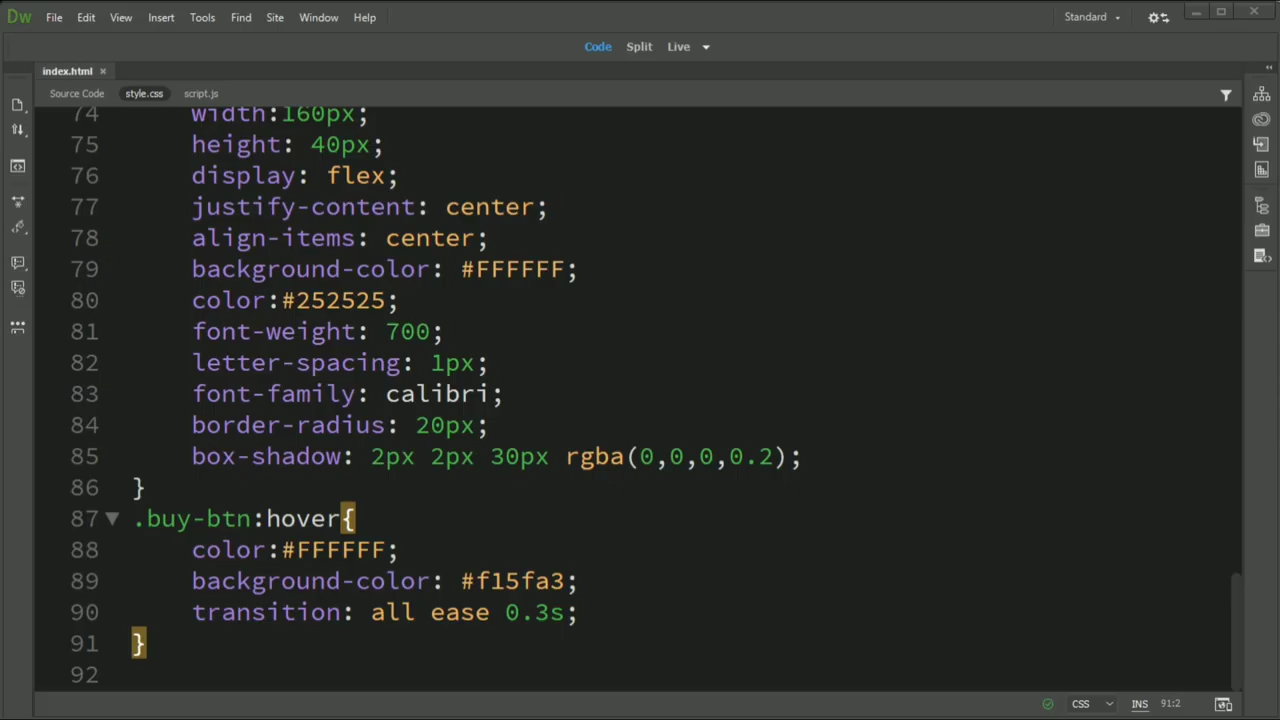 Dw File Edit View Insert Tools Find Site Window Help Standard
Code Split Live
index.html
Source Code style.css script.js
74 width:160px;
75 height: 40px;
76 display: flex;
77 justify-content: center;
78 align-items: center;
79 background-color: #FFFFFF;
80 color:#252525;
81 font-weight: 700;
82 letter-spacing: 1px;
83 font-family: calibri;
84 border-radius: 20px;
85 box-shadow: 2px 2px 30px rgba(0,0,0,0.2);
86 }
87 .buy-btn:hover{
88 color:#FFFFFF;
89 background-color: #f15fa3;
90 transition: all ease 0.3s;
91 }
92
CSS INS 91:2